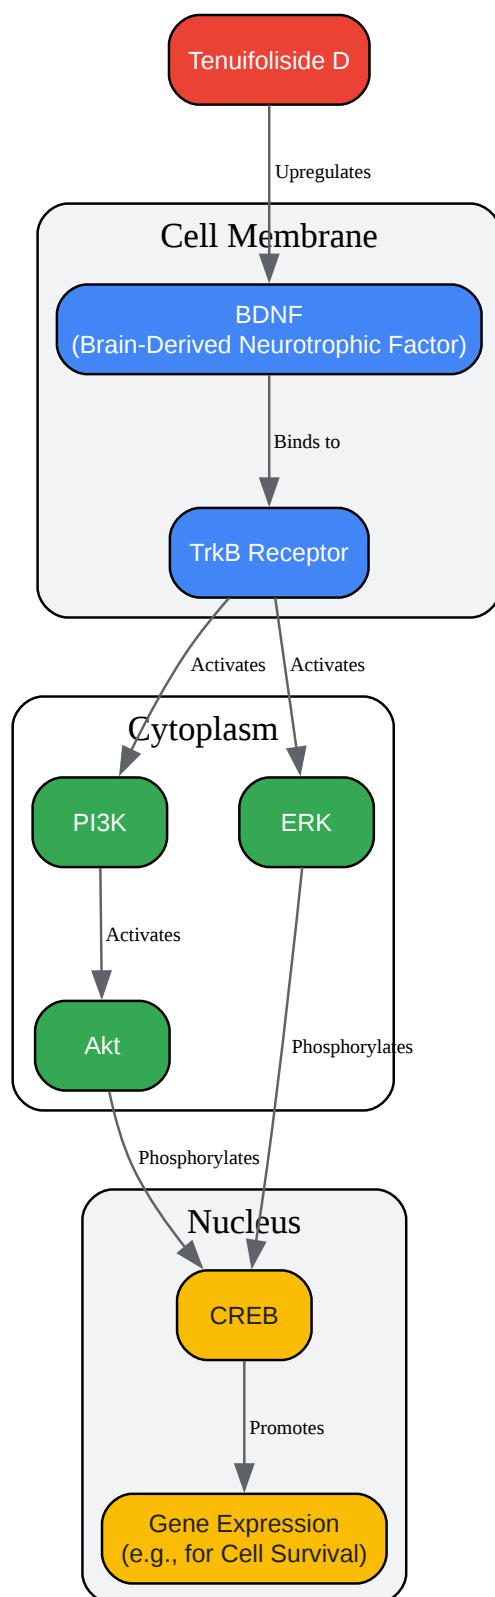 Tenuifoliside D
Upregulates
Cell Membrane
BDNF
(Brain-Derived Neurotrophic Factor)
Binds to
TrkB Receptor
Activates
Activates
Cytoplasm
PI3K
ERK
Activates
Akt
Phosphorylates
Phosphorylates
Nucleus
CREB
Promotes
Gene Expression
(e.g., for Cell Survival)